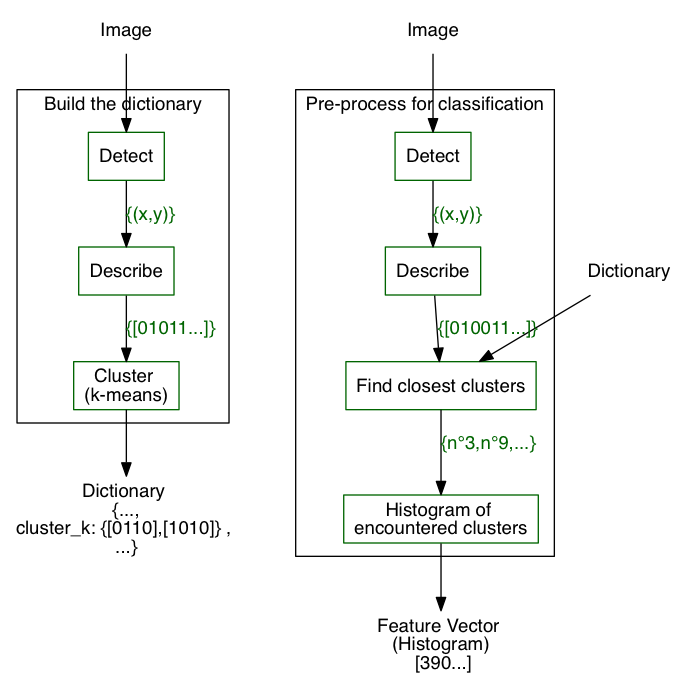 Image
Build the dictionary
Detect
{(x,y)}
Describe
{[01011...]}
Cluster
(k-means)
Dictionary
{...,
cluster_k: {[0110],[1010]} ,
...}
Image
Pre-process for classification
Detect
{(x,y)}
Describe
Dictionary
{[010011...]}
Find closest clusters
{n°3,n°9,...}
Histogram of
encountered clusters
Feature Vector
(Histogram)
[390...]